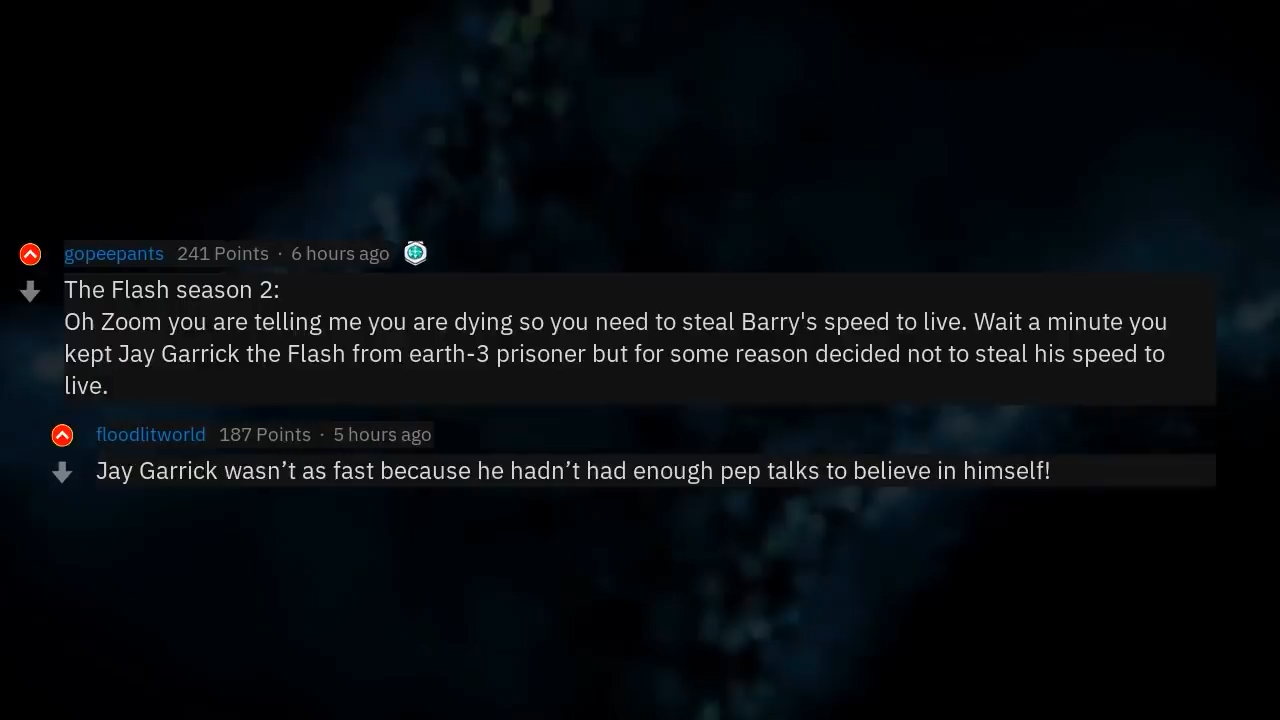 gopeepants 241 Points · 6 hours ago
The Flash season 2:
Oh Zoom you are telling me you are dying so you need to steal Barry's speed to live. Wait a minute you
kept Jay Garrick the Flash from earth-3 prisoner but for some reason decided not to steal his speed to
live.
floodlitworld 187 Points · 5 hours ago
Jay Garrick wasn’t as fast because he hadn’t had enough pep talks to believe in himself!